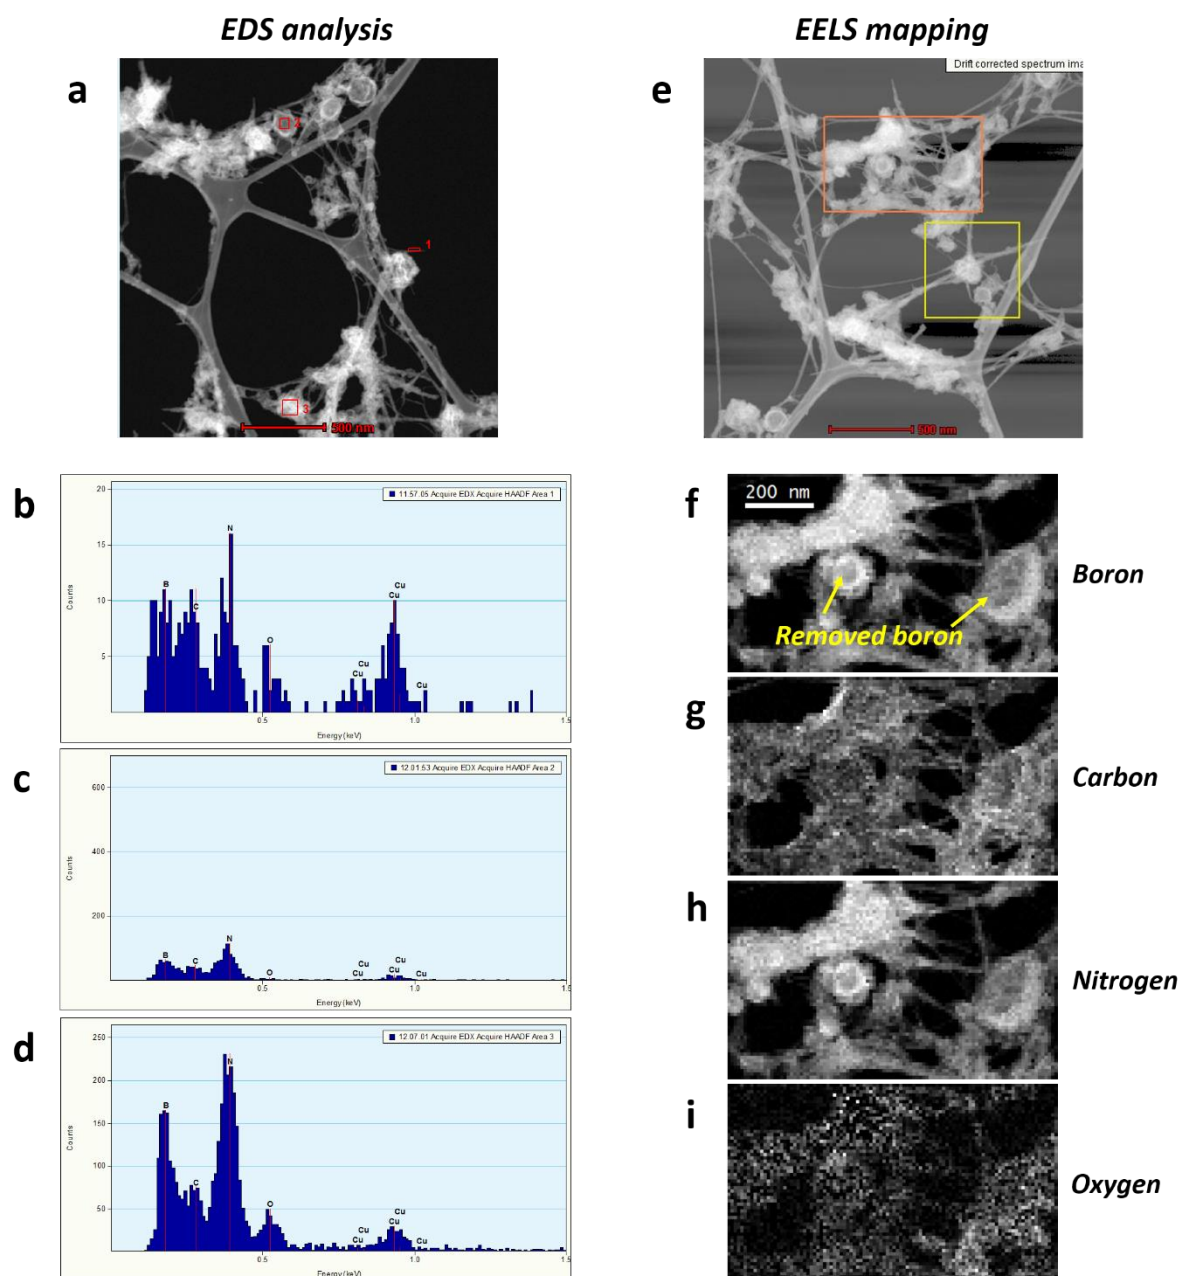 EDS analysis
EELS mapping
a
2
1
3
500 nm
e
Drift corrected spectrum ima
500 nm
b
11.57.05 Acquire EDX Acquire HAADF Area 1
20
15
10
5
Counts
B
C
N
O
Cu
Cu
Cu
Cu
Cu
0.5
1.0
1.5
Energy (keV)
c
12.01.53 Acquire EDX Acquire HAADF Area 2
600
400
200
Counts
B
C
N
O
Cu
Cu
Cu
Cu
Cu
0.5
1.0
1.5
Energy (keV)
d
12.07.01 Acquire EDX Acquire HAADF Area 3
250
200
150
100
50
Counts
B
C
N
O
Cu
Cu
Cu
Cu
Cu
0.5
1.0
1.5
Energy (keV)
f
200 nm
Removed boron
Boron
g
Carbon
h
Nitrogen
i
Oxygen